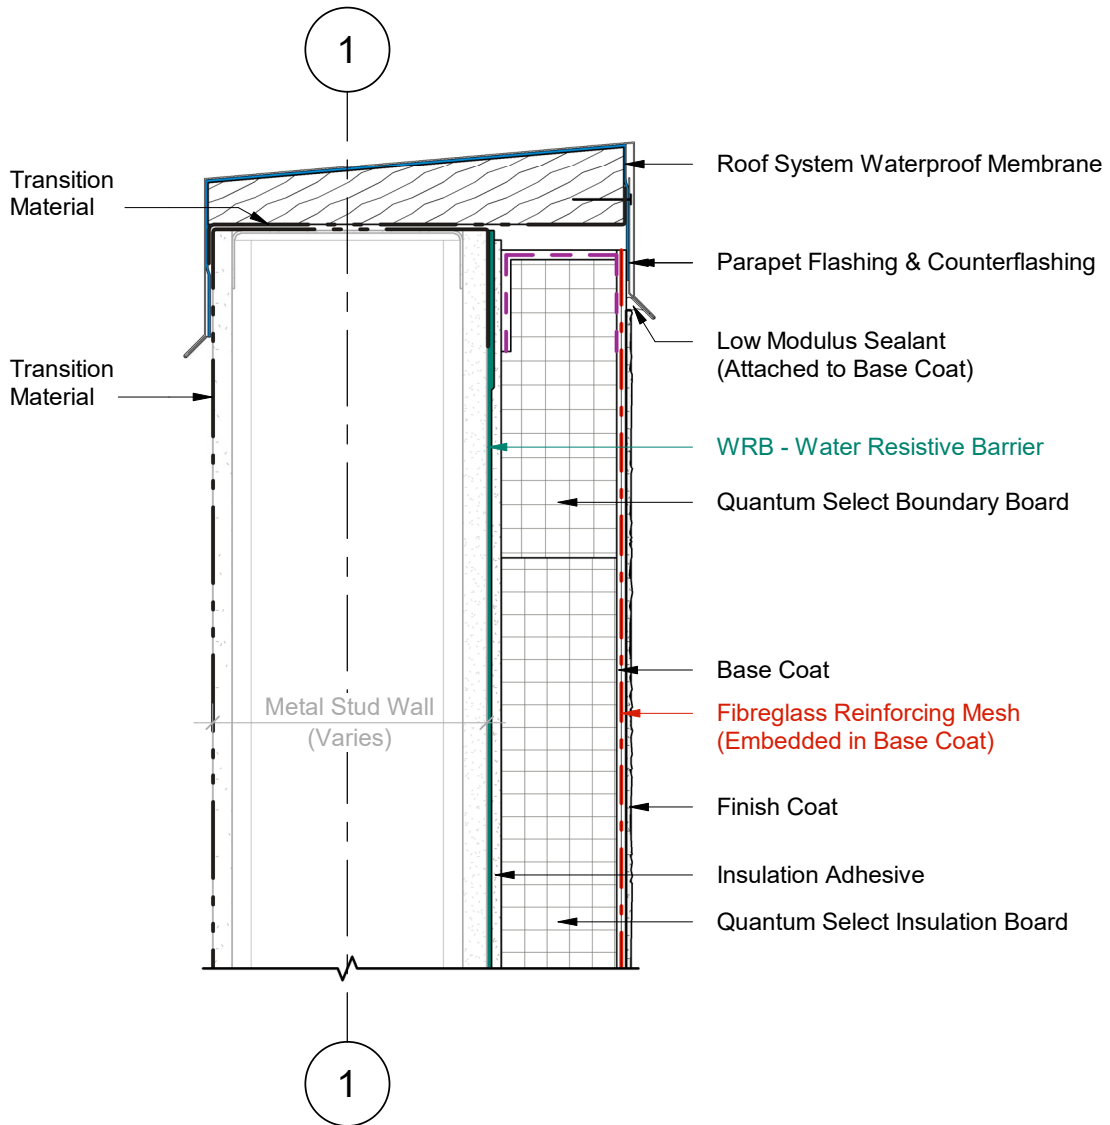 1
Transition
Material
Transition
Material
Roof System Waterproof Membrane
Parapet Flashing & Counterflashing
Low Modulus Sealant
(Attached to Base Coat)
WRB - Water Resistive Barrier
Quantum Select Boundary Board
Base Coat
Metal Stud Wall
(Varies)
Fibreglass Reinforcing Mesh
(Embedded in Base Coat)
Finish Coat
Insulation Adhesive
Quantum Select Insulation Board
1